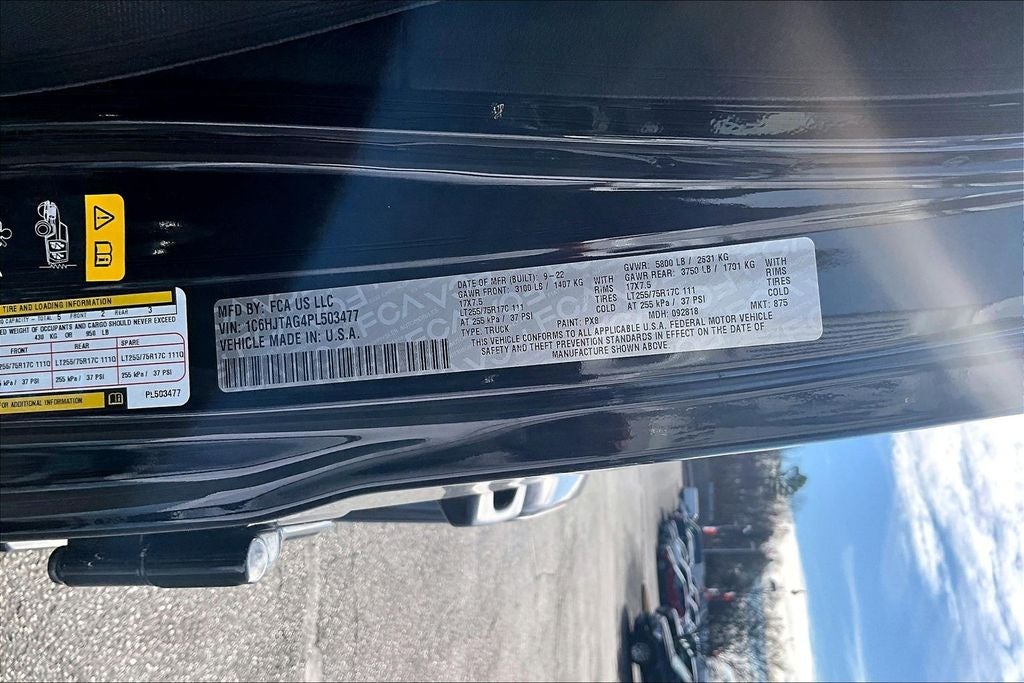 TIRE AND LOADING INFORMATION
TOTAL 5 FRONT 2 REAR 3
WEIGHT OF OCCUPANTS AND CARGO SHOULD NEVER EXCEED
430 KG OR 956 LB
FRONT REAR SPARE
255/75R17C 111Q LT255/75R17C 111Q LT255/75R17C 111Q
kPa / 37 PSI 255 kPa / 37 PSI 255 kPa / 37 PSI
FOR ADDITIONAL INFORMATION
PL503477
MFD BY: FCA US LLC
VIN: 1C6HJTAG4PL503477
VEHICLE MADE IN: U.S.A.
DATE OF MFR (BUILT): 9-22 GVWR: 5800 LB / 2631 KG
GAWR FRONT: 3100 LB / 1407 KG WITH GAWR REAR: 3750 LB / 1701 KG WITH
17X7.5 RIMS 17X7.5 RIMS
LT255/75R17C 111 TIRES LT255/75R17C 111 TIRES
AT 255 kPa / 37 PSI COLD AT 255 kPa / 37 PSI COLD
TYPE: TRUCK PAINT: PX8 MDH: 092818 MKT: 875
THIS VEHICLE CONFORMS TO ALL APPLICABLE U.S.A. FEDERAL MOTOR VEHICLE
SAFETY AND THEFT PREVENTION STANDARDS IN EFFECT ON THE DATE OF
MANUFACTURE SHOWN ABOVE.